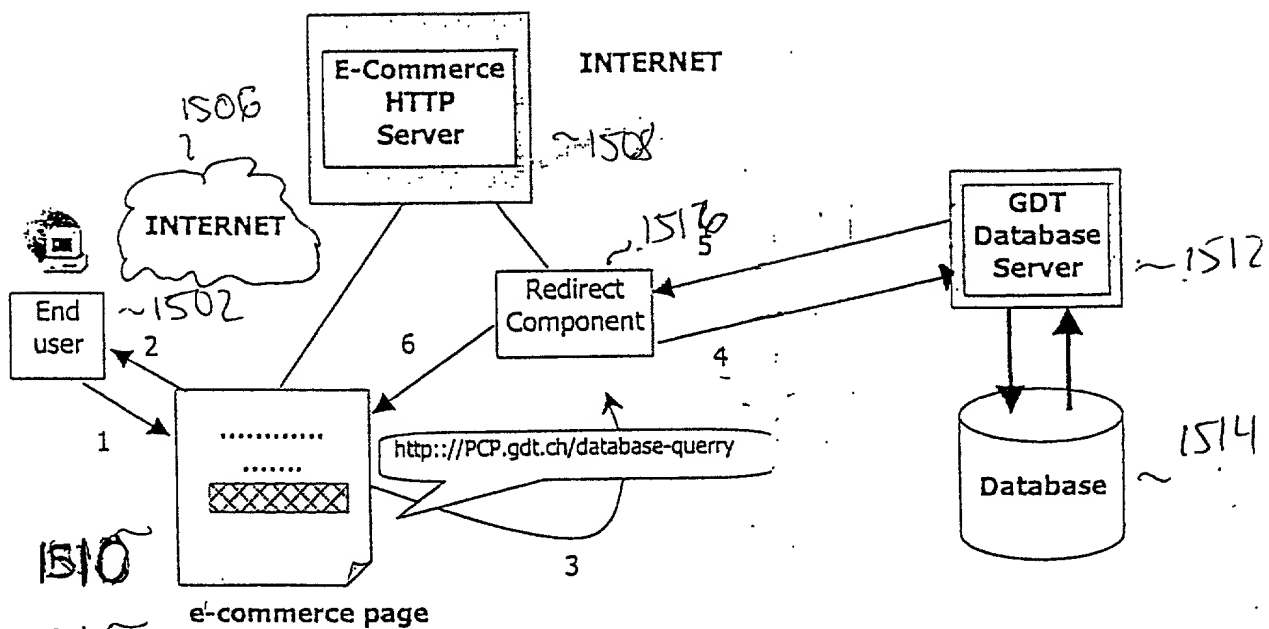 E-Commerce
HTTP
Server
INTERNET
1506
~1508
INTERNET
GDT
Database
Server
~1512
5
Redirect
Component
End
user
~1502
2
6
4
1
http:://PCP.gdt.ch/database-querry
1514
Database
1510
3
e-commerce page